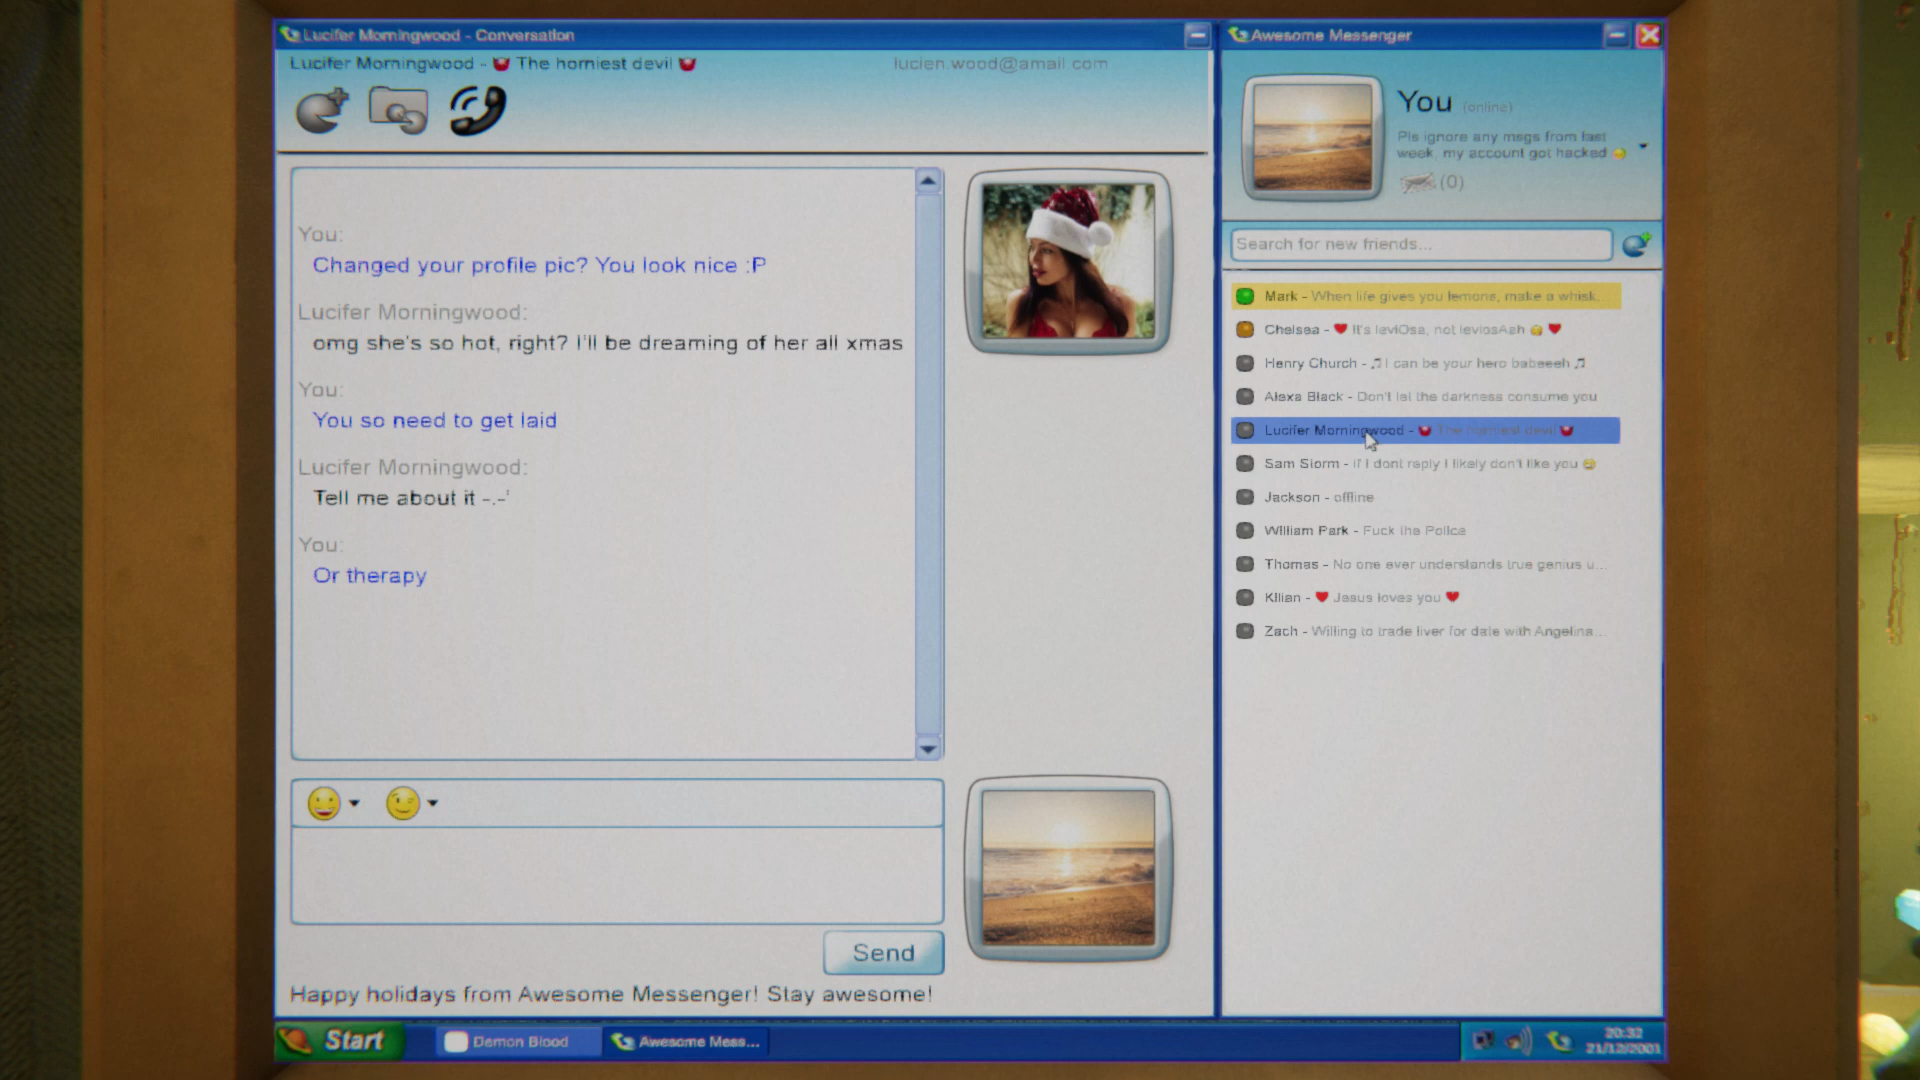 Lucifer Morningwood - Conversation
Lucifer Morningwood - The horniest devil
lucien.wood@amail.com
You:
Changed your profile pic? You look nice :P
Lucifer Morningwood:
omg she's so hot, right? I'll be dreaming of her all xmas
You:
You so need to get laid
Lucifer Morningwood:
Tell me about it -.-'
You:
Or therapy
Send
Happy holidays from Awesome Messenger! Stay awesome!
Awesome Messenger
You (online)
Pls ignore any msgs from last
week, my account got hacked
(0)
Search for new friends...
Mark - When life gives you lemons, make a whisk...
Chelsea - It's leviOsa, not leviosAah
Henry Church - ♫ I can be your hero babeeeh ♫
Alexa Black - Don't let the darkness consume you
Lucifer Morningwood - The horniest devil
Sam Storm - If I dont reply I likely don't like you
Jackson - offline
William Park - Fuck the Police
Thomas - No one ever understands true genius u...
Kilian - Jesus loves you
Zach - Willing to trade liver for date with Angelina...
Start
Demon Blood
Awesome Mess...
20:32
21/12/2001